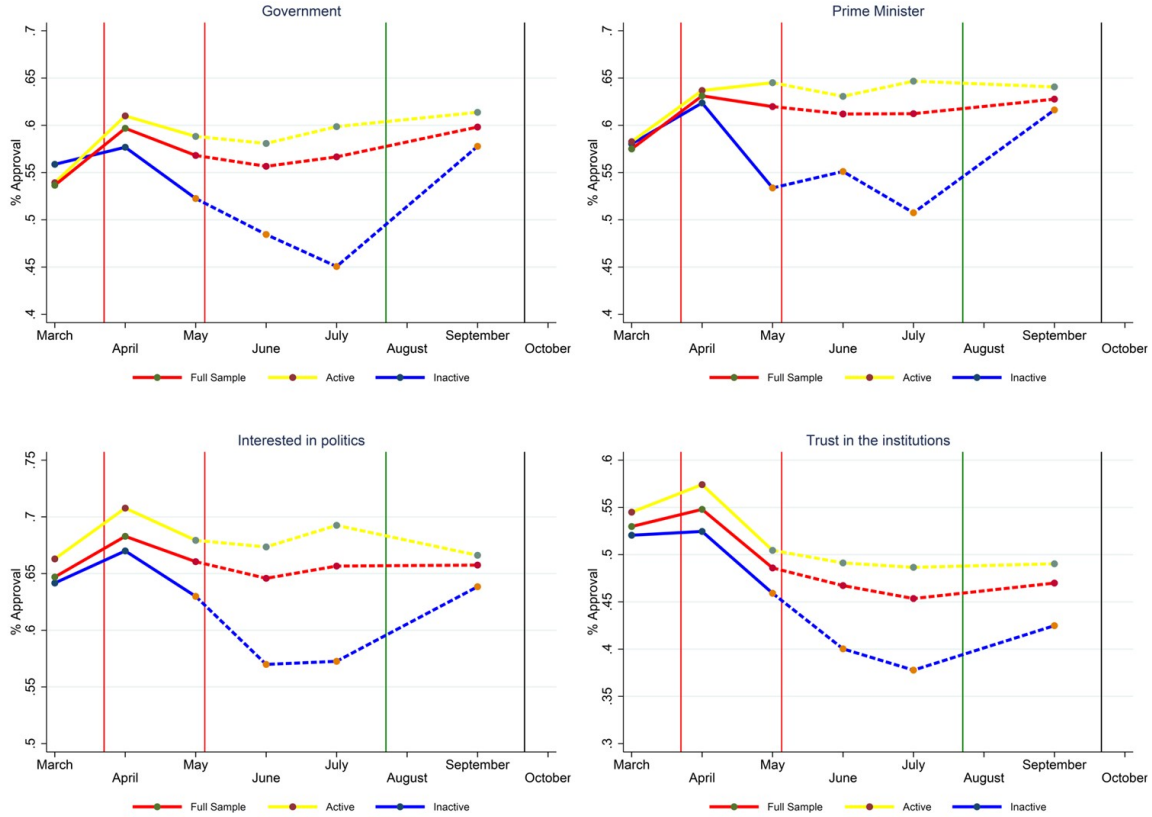 Government
% Approval
.7
.65
.6
.55
.5
.45
.4
March
April
May
June
July
August
September
October
Full Sample Active Inactive
Prime Minister
% Approval
.7
.65
.6
.55
.5
.45
.4
March
April
May
June
July
August
September
October
Full Sample Active Inactive
Interested in politics
% Approval
.75
.7
.65
.6
.55
.5
March
April
May
June
July
August
September
October
Full Sample Active Inactive
Trust in the institutions
% Approval
.6
.55
.5
.45
.4
.35
.3
March
April
May
June
July
August
September
October
Full Sample Active Inactive